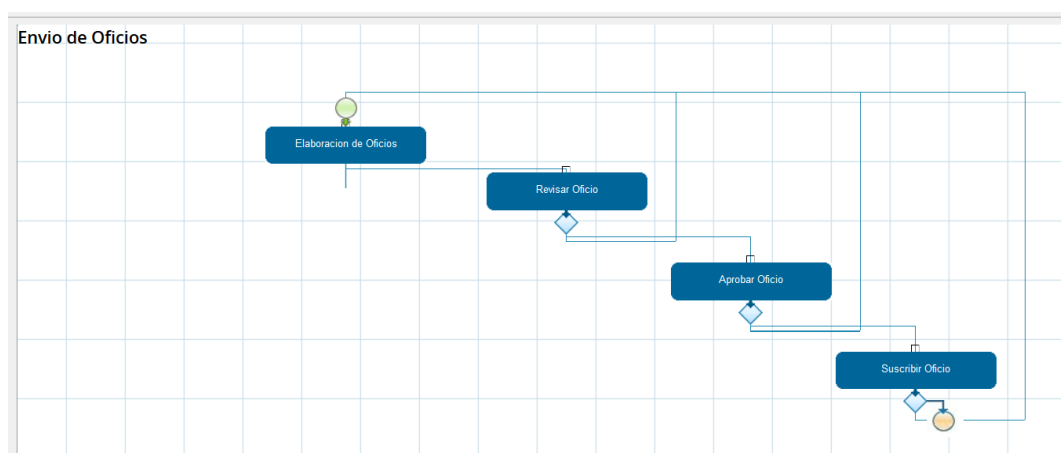 Envio de Oficios
Elaboracion de Oficios
Revisar Oficio
Aprobar Oficio
Suscribir Oficio